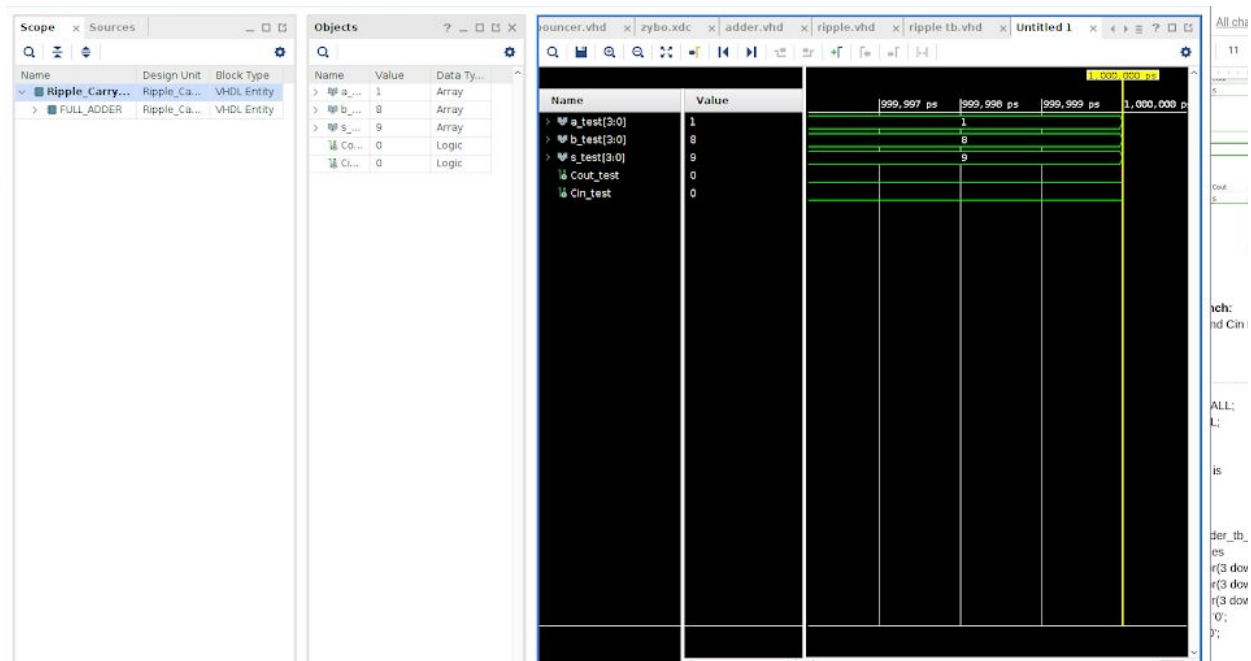 Scope x Sources
Name Design Unit Block Type
Ripple_Carry... Ripple_Ca... VHDL Entity
FULL_ADDER Ripple_Ca... VHDL Entity
Objects ?
Name Value Data Ty...
a_... 1 Array
b_... 8 Array
s_... 9 Array
Co... 0 Logic
Ci... 0 Logic
ouncer.vhd x zybo.xdc x adder.vhd x ripple.vhd x ripple tb.vhd x Untitled 1 x ?
1,000,000 ps
Name Value
999,997 ps 999,998 ps 999,999 ps 1,000,000 p
a_test[3:0] 1 1
b_test[3:0] 8 8
s_test[3:0] 9 9
Cout_test 0
Cin_test 0
All cha
11
S
Cout
S
nch:
nd Cin
ALL;
L;
is
der_tb_
es
r(3 dow
r(3 dow
r(3 dow
'0';